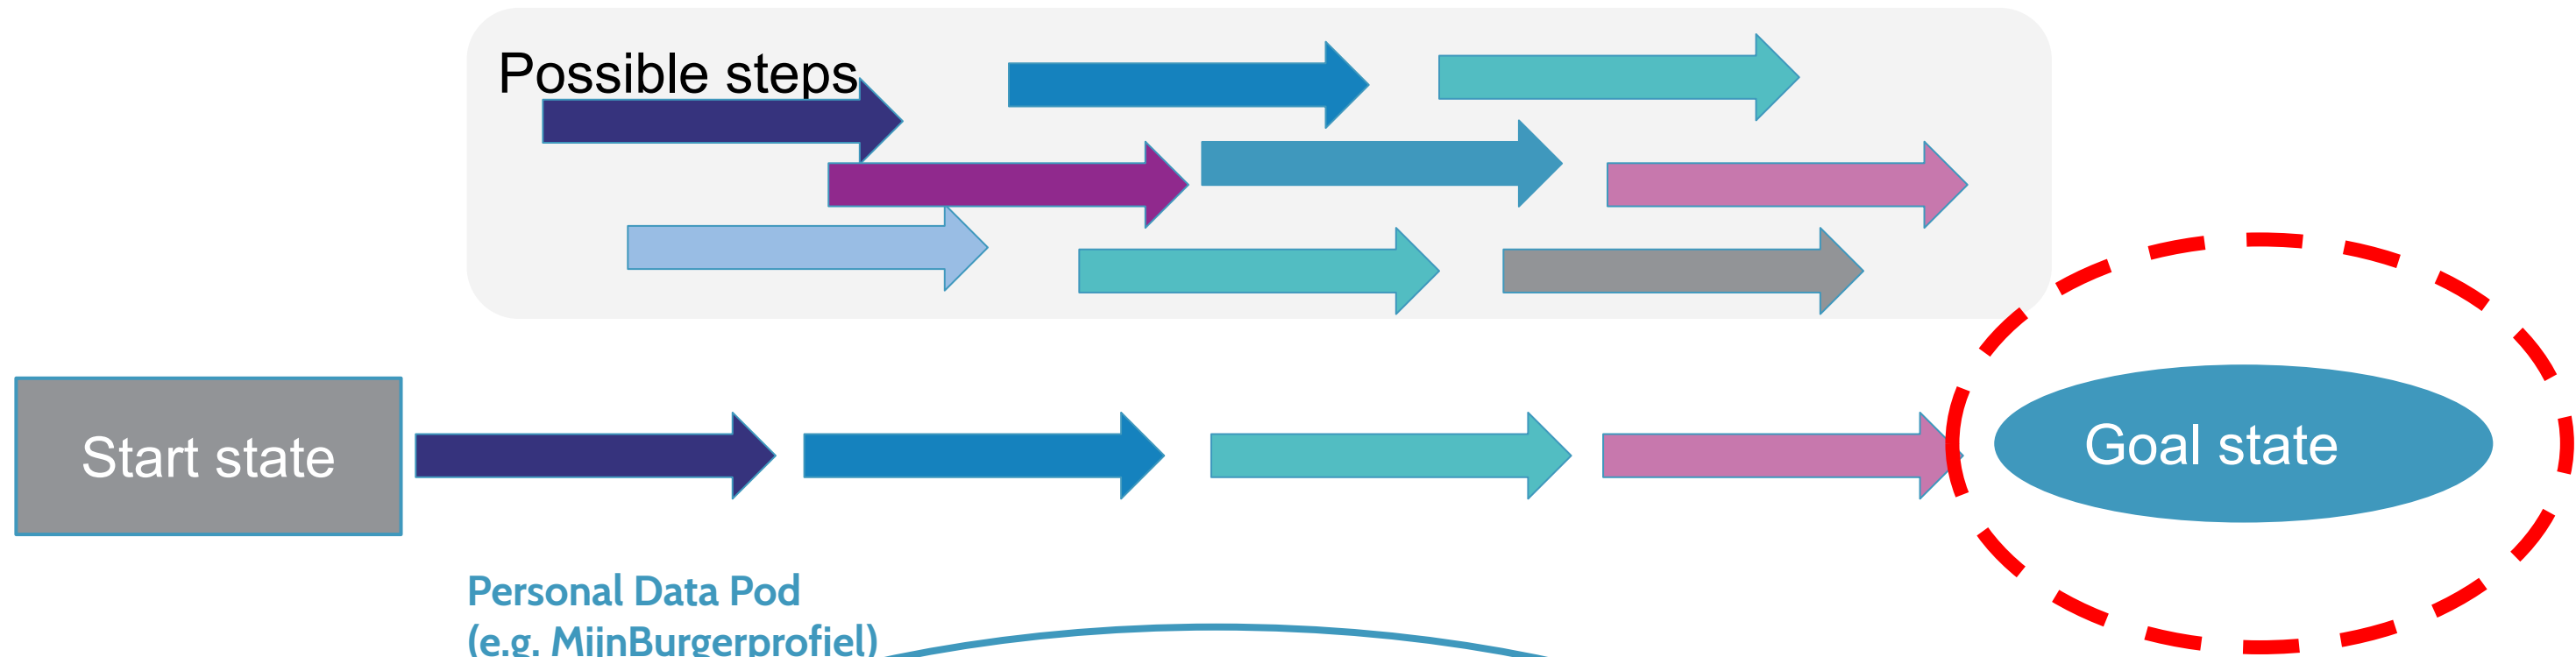 Possible steps
Start state
Goal state
Personal Data Pod
(e.g. MijnBurgerprofiel)